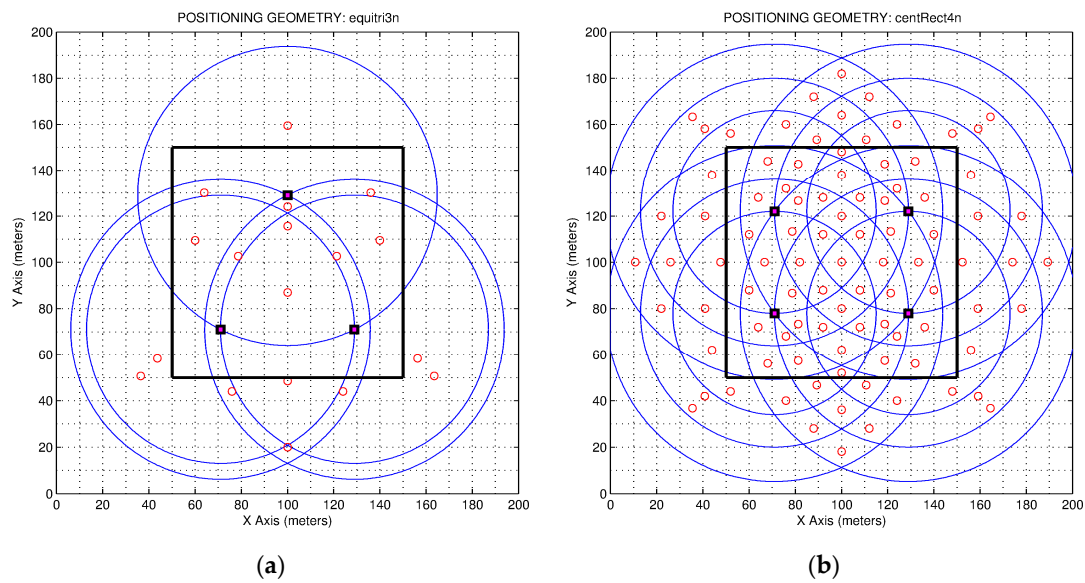 POSITIONING GEOMETRY: equitri3n
200
180
160
140
120
100
80
60
40
20
0
Y Axis (meters)
0 20 40 60 80 100 120 140 160 180 200
X Axis (meters)
(a)
POSITIONING GEOMETRY: centRect4n
200
180
160
140
120
100
80
60
40
20
0
Y Axis (meters)
0 20 40 60 80 100 120 140 160 180 200
X Axis (meters)
(b)